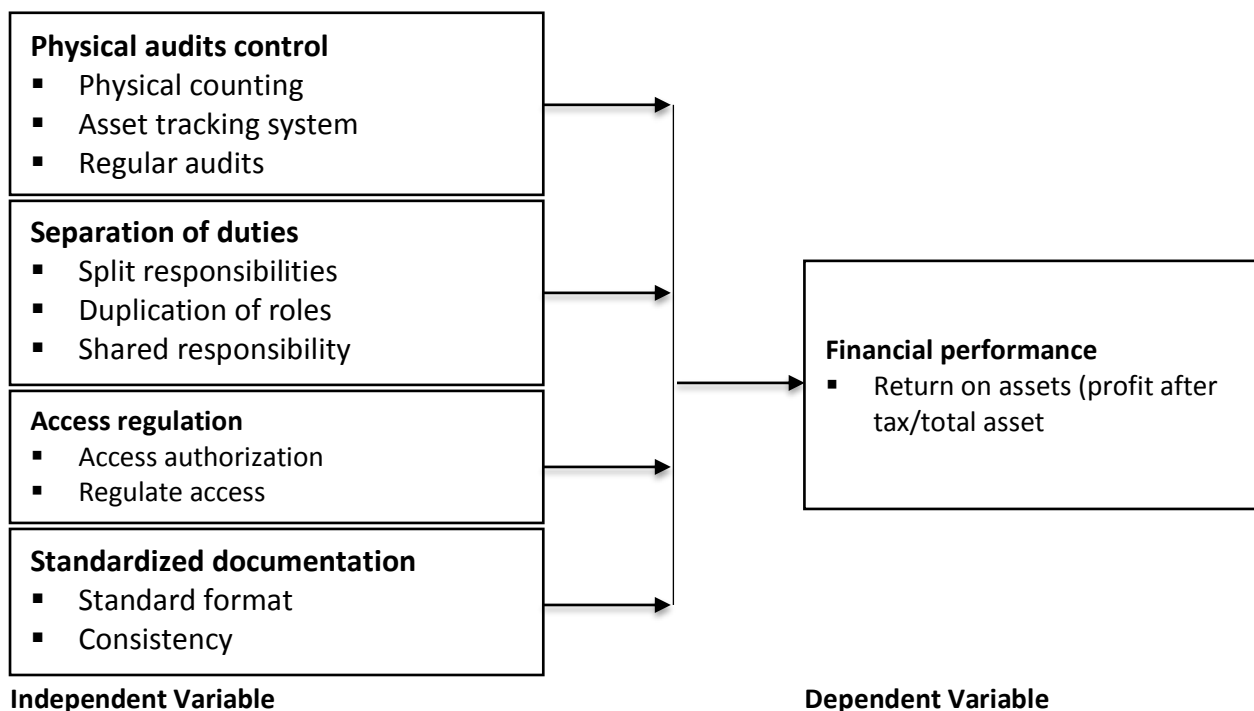 Physical audits control
▪ Physical counting
▪ Asset tracking system
▪ Regular audits
Separation of duties
▪ Split responsibilities
▪ Duplication of roles
▪ Shared responsibility
Access regulation
▪ Access authorization
▪ Regulate access
Standardized documentation
▪ Standard format
▪ Consistency
Independent Variable
Financial performance
▪ Return on assets (profit after
tax/total asset
Dependent Variable